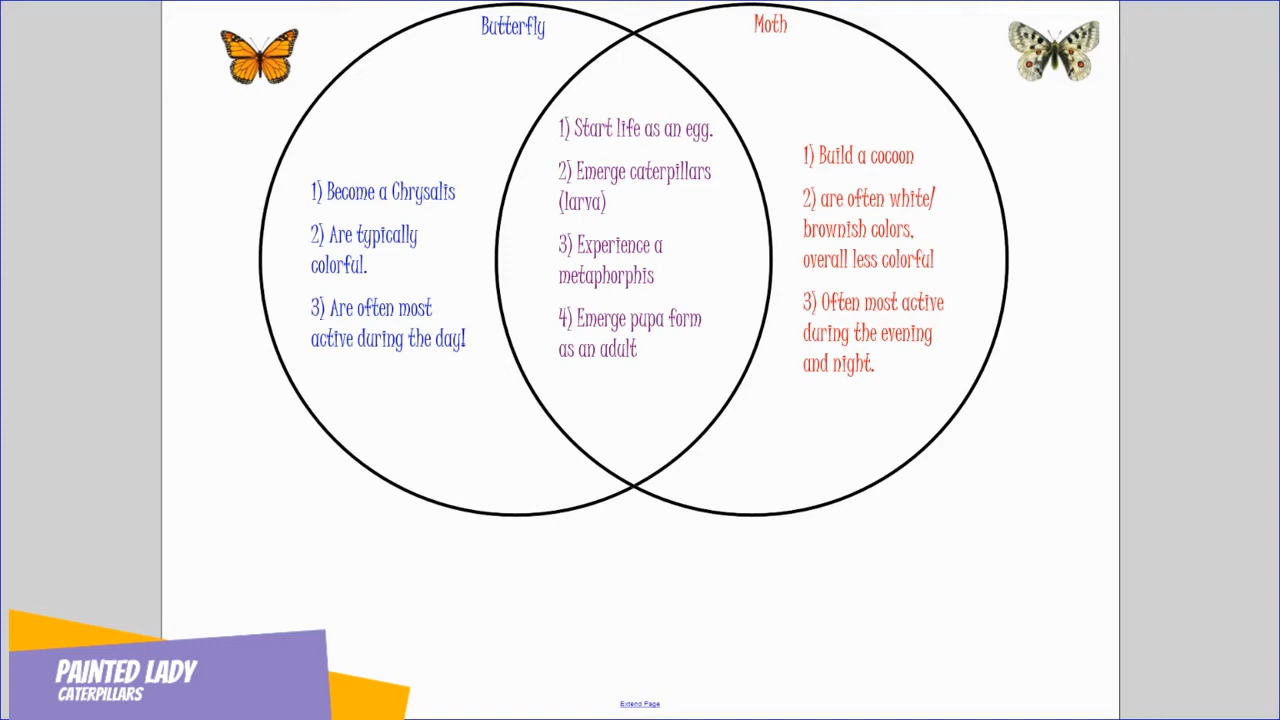 Butterfly
Moth
1) Become a Chrysalis
2) Are typically
colorful.
3) Are often most
active during the day!
1) Start life as an egg.
2) Emerge caterpillars
(larva)
3) Experience a
metaphorphis
4) Emerge pupa form
as an adult
1) Build a cocoon
2) are often white/
brownish colors,
overall less colorful
3) Often most active
during the evening
and night.
PAINTED LADY
CATERPILLARS
Extend Page